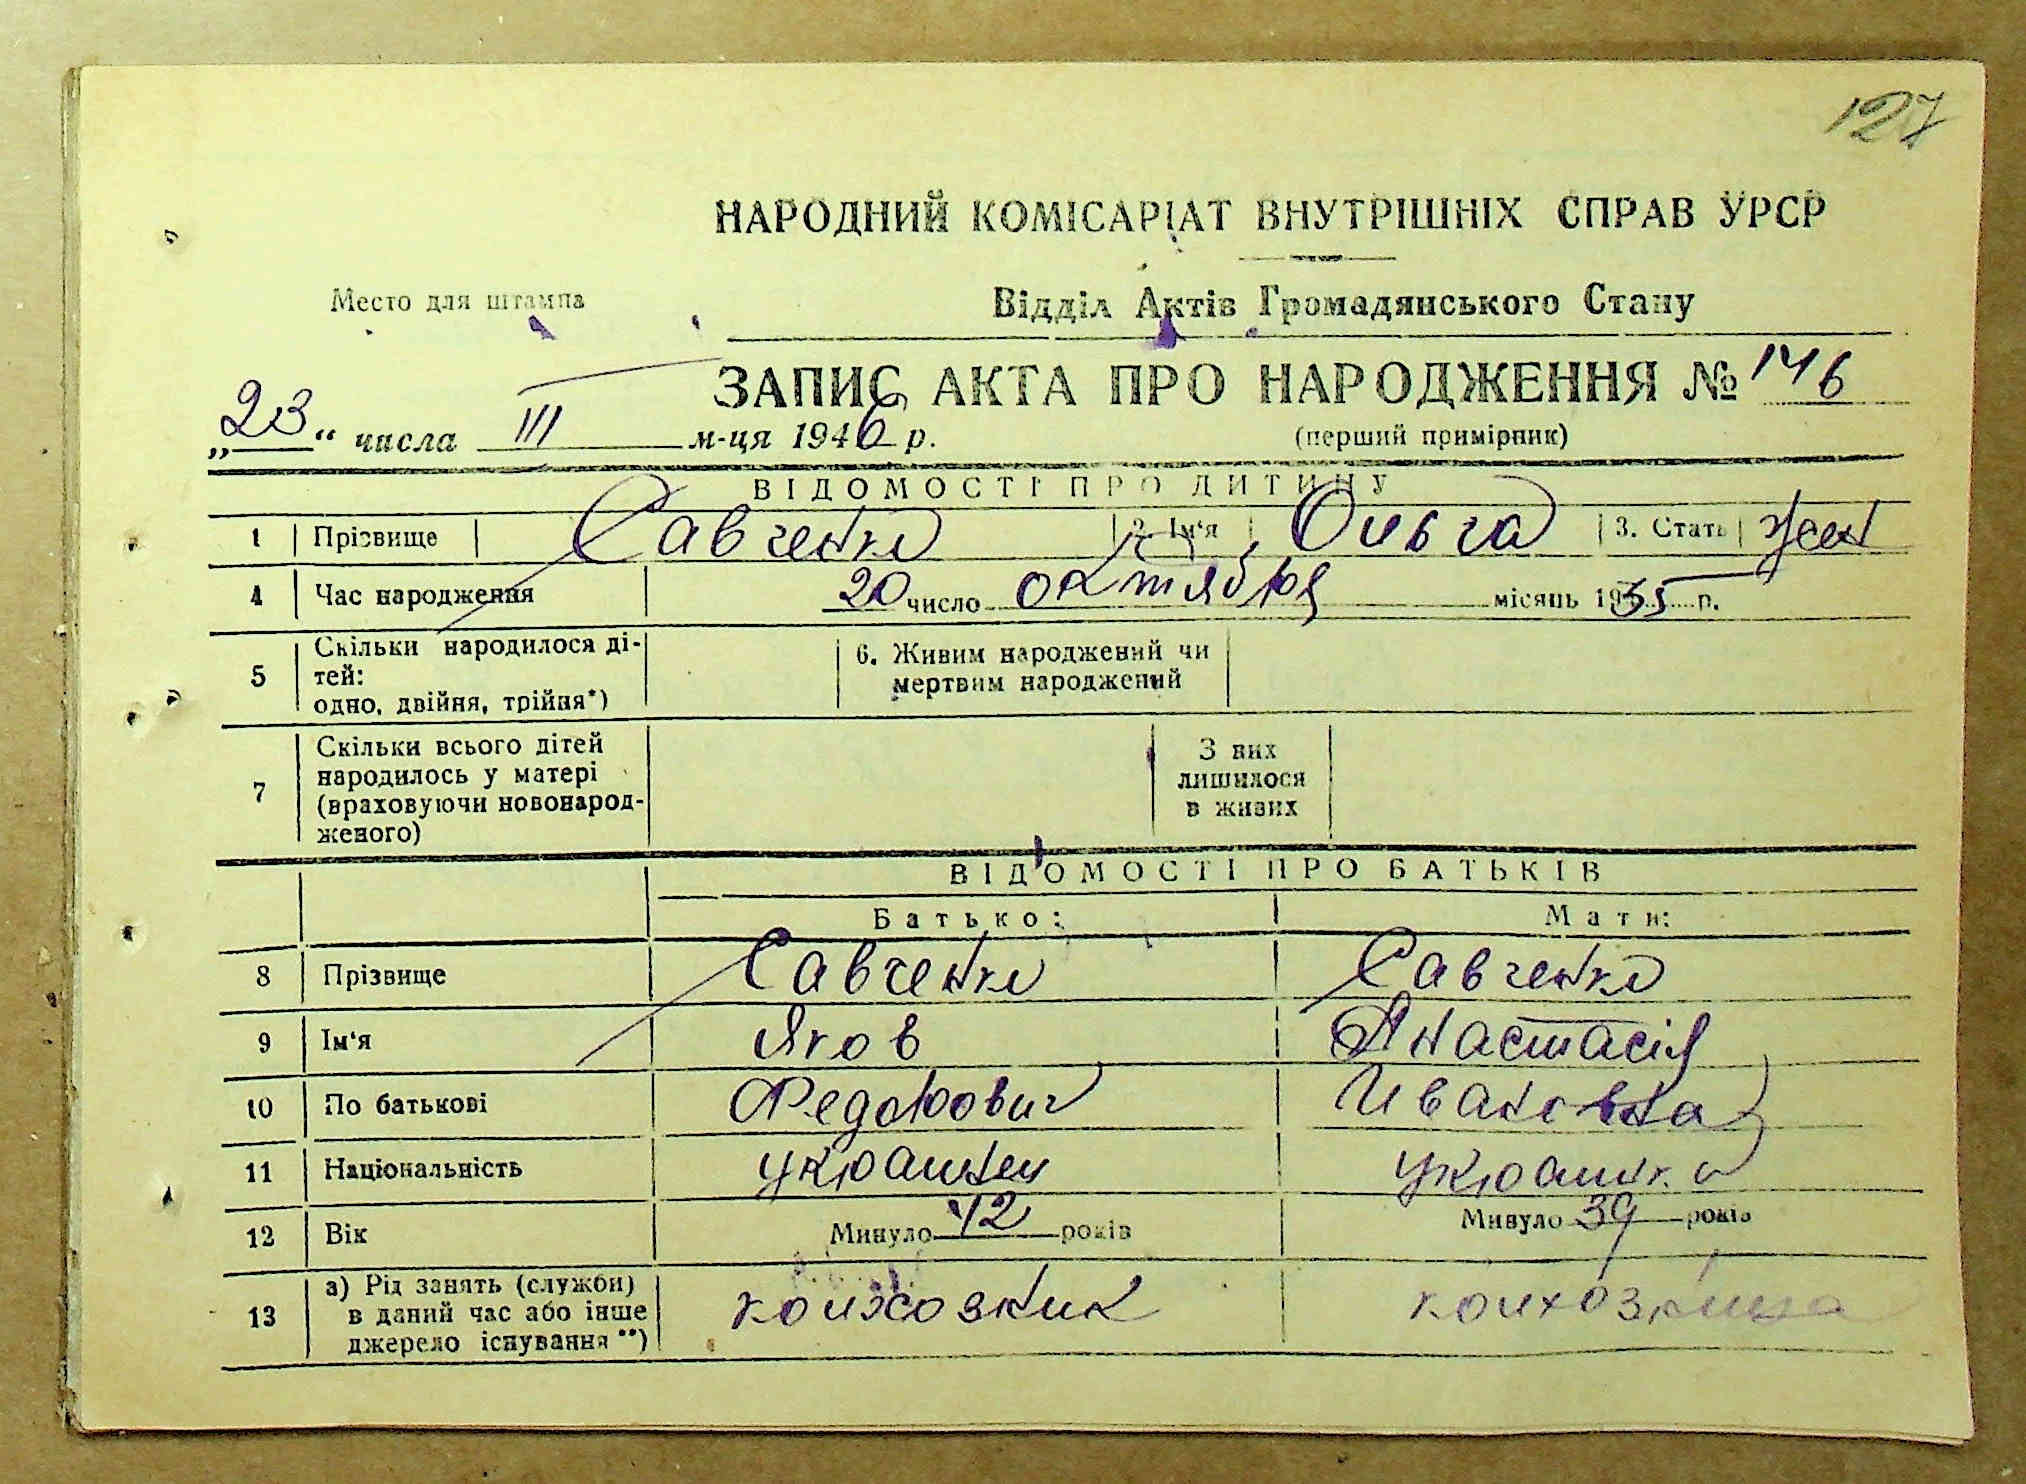 127
НАРОДНИЙ КОМІСАРІАТ ВНУТРІШНІХ СПРАВ УРСР
Место для штампа
Відділ Актів Громадянського Стану
ЗАПИС АКТА ПРО НАРОДЖЕННЯ № 146
„23“ числа III м-ця 1946 р.
(перший примірник)
ВІДОМОСТІ ПРО ДИТИНУ
1 Прізвище Савченко 2. Ім'я Ольга 3. Стать жен
4 Час народження 20 число октября місяць 1935 р.
5 Скільки народилося ді-
тей:
одно, двійня, трійня*)
6. Живим народжений чи
мертвим народжений
7 Скільки всього дітей
народилось у матері
(враховуючи новонарод-
женого)
З них
лишилося
в живих
ВІДОМОСТІ ПРО БАТЬКІВ
Батько: Мати:
8 Прізвище Савченко Савченко
9 Ім'я Яков Анастасія
10 По батькові Федорович Ивановна
11 Національність украинец украинка
12 Вік Минуло 42 років Минуло 39 років
13 а) Рід занять (служби)
в даний час або інше
джерело існування **)
колхозник колхозница